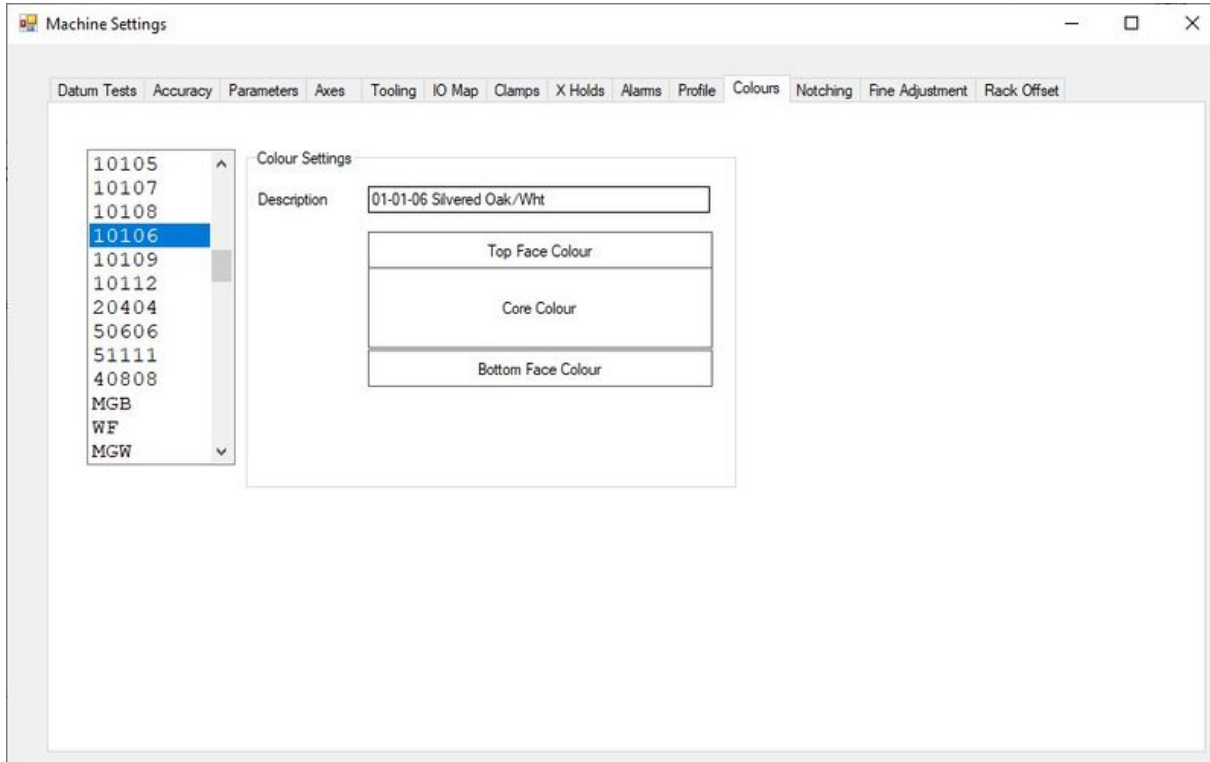 Machine Settings
Datum Tests Accuracy Parameters Axes Tooling IO Map Clamps X Holds Alarms Profile Colours Notching Fine Adjustment Rack Offset
10105
10107
10108
10106
10109
10112
20404
50606
51111
40808
MGB
WF
MGW
Colour Settings
Description 01-01-06 Silvered Oak/Wht
Top Face Colour
Core Colour
Bottom Face Colour